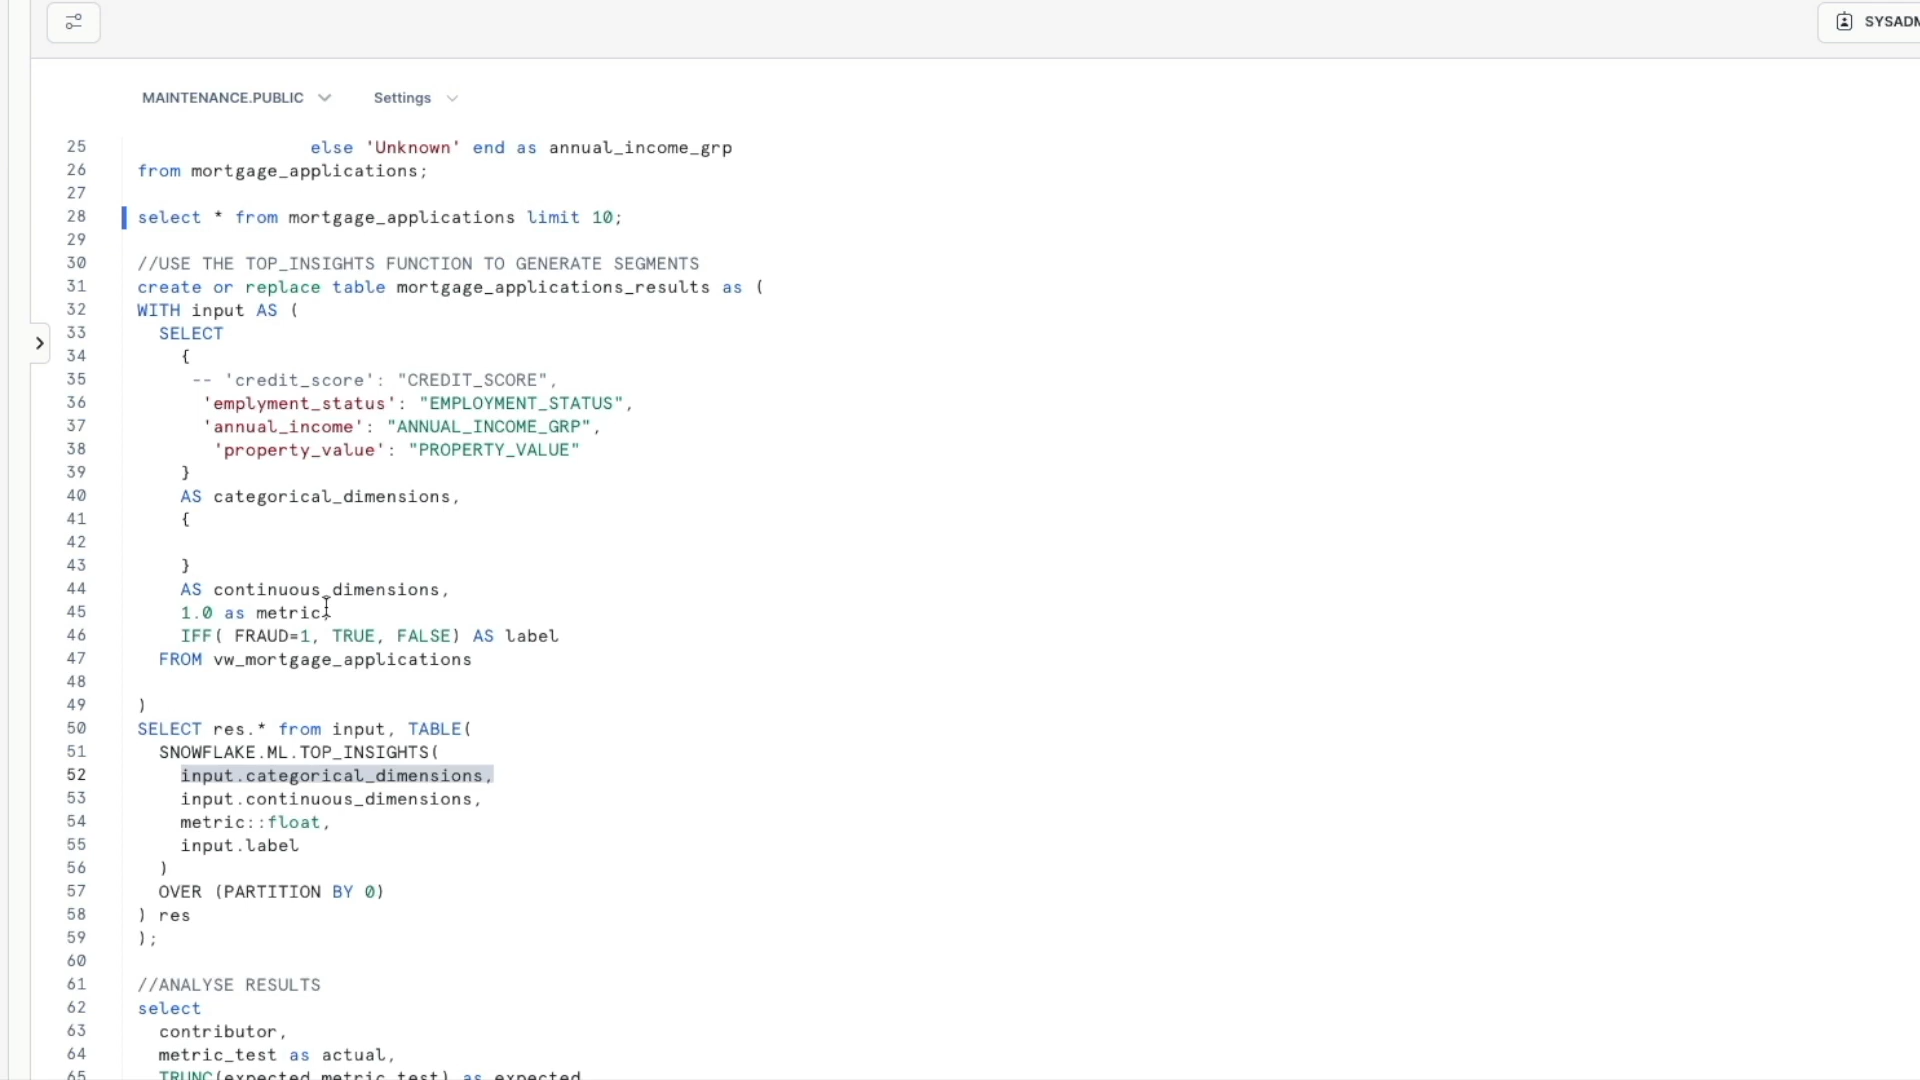 SYSADM
MAINTENANCE.PUBLIC Settings
25 else 'Unknown' end as annual_income_grp
26 from mortgage_applications;
27
28 select * from mortgage_applications limit 10;
29
30 //USE THE TOP_INSIGHTS FUNCTION TO GENERATE SEGMENTS
31 create or replace table mortgage_applications_results as (
32 WITH input AS (
33 SELECT
34 {
35 -- 'credit_score': "CREDIT_SCORE",
36 'emplyment_status': "EMPLOYMENT_STATUS",
37 'annual_income': "ANNUAL_INCOME_GRP",
38 'property_value': "PROPERTY_VALUE"
39 }
40 AS categorical_dimensions,
41 {
42
43 }
44 AS continuous_dimensions,
45 1.0 as metric,
46 IFF( FRAUD=1, TRUE, FALSE) AS label
47 FROM vw_mortgage_applications
48
49 )
50 SELECT res.* from input, TABLE(
51 SNOWFLAKE.ML.TOP_INSIGHTS(
52 input.categorical_dimensions,
53 input.continuous_dimensions,
54 metric::float,
55 input.label
56 )
57 OVER (PARTITION BY 0)
58 ) res
59 );
60
61 //ANALYSE RESULTS
62 select
63 contributor,
64 metric_test as actual,
65 TRUNC(expected_metric_test) as expected